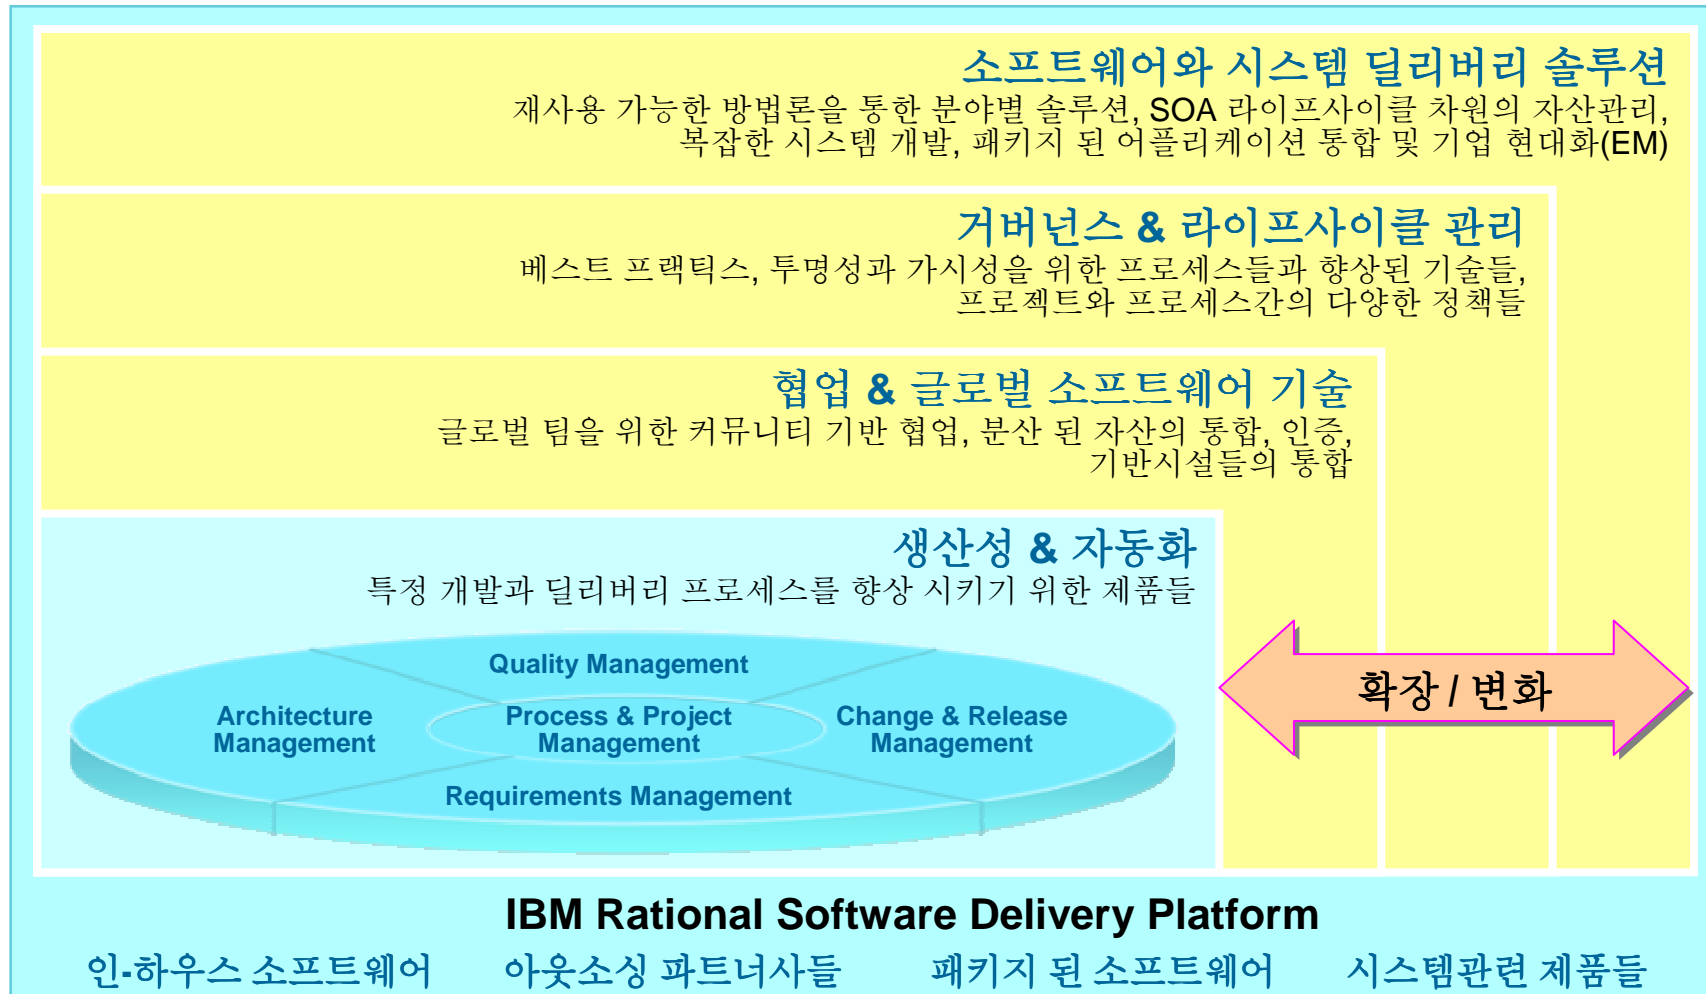 소프트웨어와 시스템 딜리버리 솔루션
재사용 가능한 방법론을 통한 분야별 솔루션, SOA 라이프사이클 차원의 자산관리,
복잡한 시스템 개발, 패키지 된 어플리케이션 통합 및 기업 현대화(EM)
거버넌스 & 라이프사이클 관리
베스트 프랙틱스, 투명성과 가시성을 위한 프로세스들과 향상된 기술들,
프로젝트와 프로세스간의 다양한 정책들
협업 & 글로벌 소프트웨어 기술
글로벌 팀을 위한 커뮤니티 기반 협업, 분산 된 자산의 통합, 인증,
기반시설들의 통합
생산성 & 자동화
특정 개발과 딜리버리 프로세스를 향상 시키기 위한 제품들
Quality Management
Architecture
Management
Process & Project
Management
Change & Release
Management
Requirements Management
확장 / 변화
IBM Rational Software Delivery Platform
인-하우스 소프트웨어 아웃소싱 파트너사들 패키지 된 소프트웨어 시스템관련 제품들